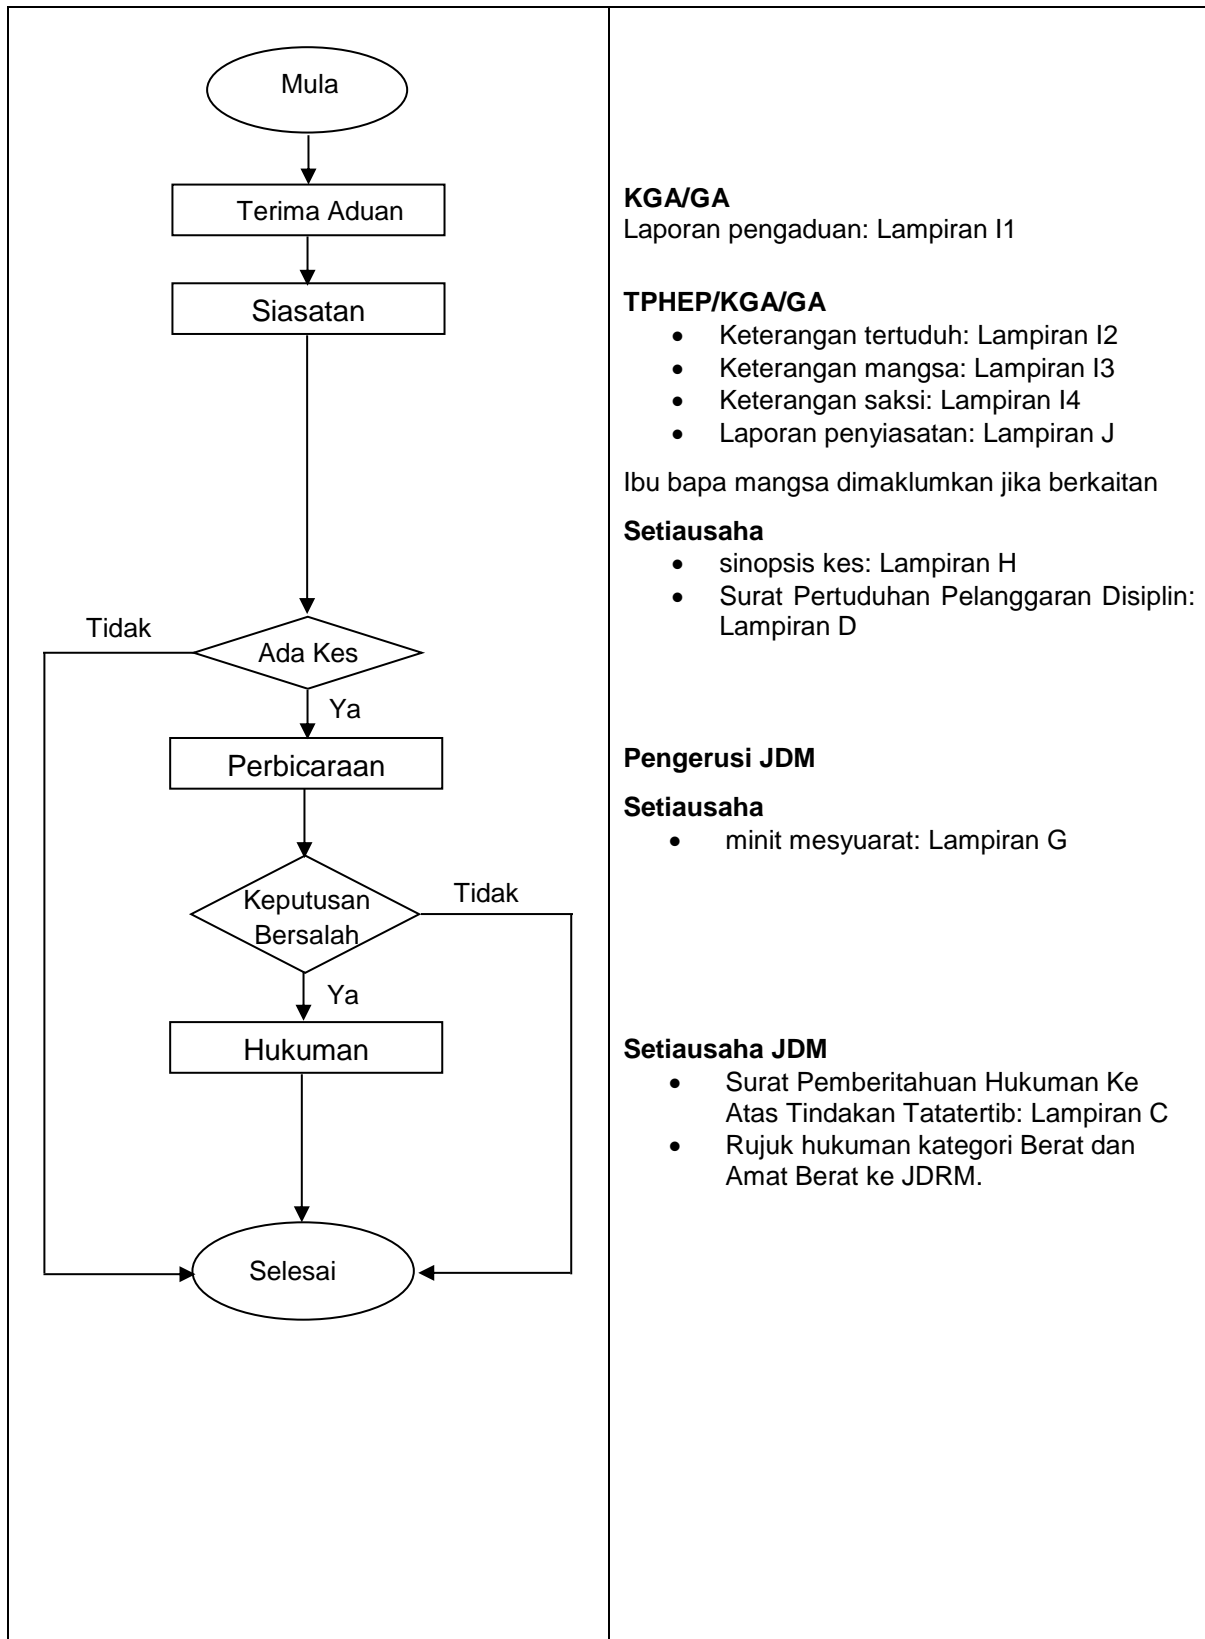 Mula
Terima Aduan
Siasatan
Tidak
Ada Kes
Ya
Perbicaraan
Keputusan
Bersalah
Tidak
Ya
Hukuman
Selesai
KGA/GA
Laporan pengaduan: Lampiran I1
TPHEP/KGA/GA
• Keterangan tertuduh: Lampiran I2
• Keterangan mangsa: Lampiran I3
• Keterangan saksi: Lampiran I4
• Laporan penyiasatan: Lampiran J
Ibu bapa mangsa dimaklumkan jika berkaitan
Setiausaha
• sinopsis kes: Lampiran H
• Surat Pertuduhan Pelanggaran Disiplin:
Lampiran D
Pengerusi JDM
Setiausaha
• minit mesyuarat: Lampiran G
Setiausaha JDM
• Surat Pemberitahuan Hukuman Ke
Atas Tindakan Tatatertib: Lampiran C
• Rujuk hukuman kategori Berat dan
Amat Berat ke JDRM.